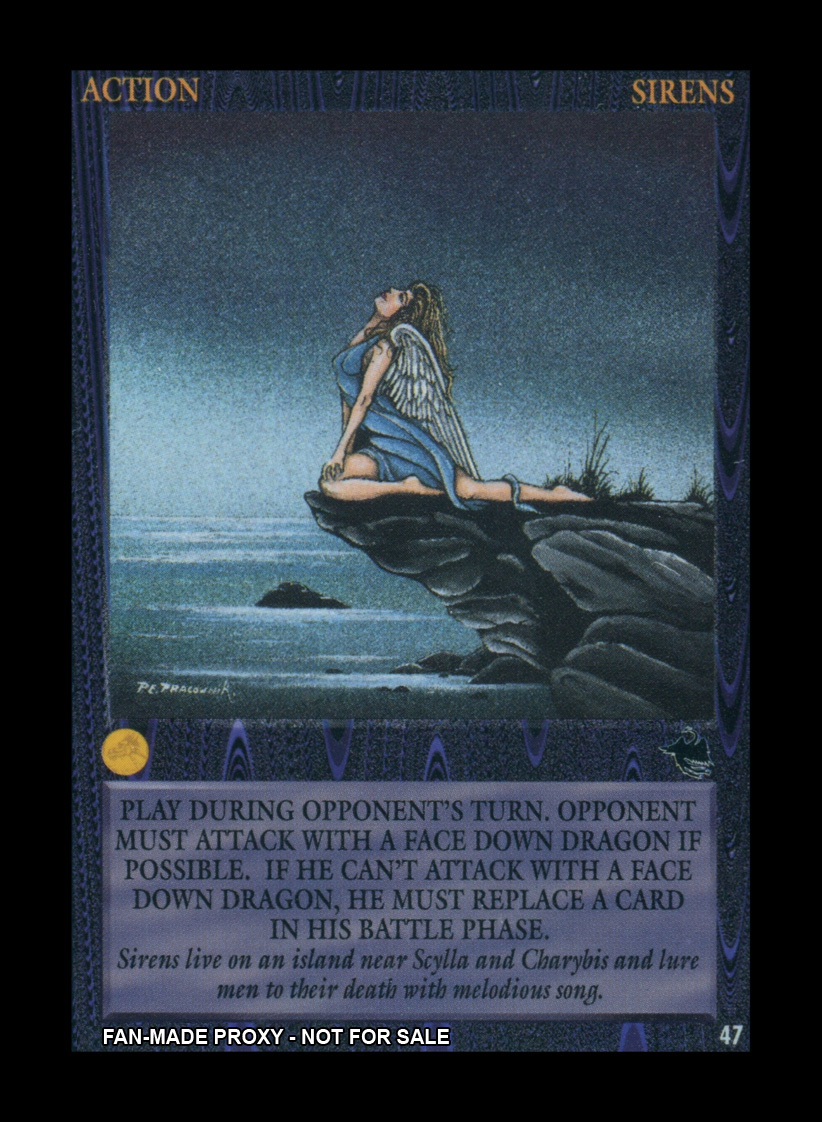 ACTION
SIRENS
P.E. PRACOWNIK
PLAY DURING OPPONENT'S TURN. OPPONENT
MUST ATTACK WITH A FACE DOWN DRAGON IF
POSSIBLE. IF HE CAN'T ATTACK WITH A FACE
DOWN DRAGON, HE MUST REPLACE A CARD
IN HIS BATTLE PHASE.
Sirens live on an island near Scylla and Charybis and lure
men to their death with melodious song.
FAN-MADE PROXY - NOT FOR SALE
47